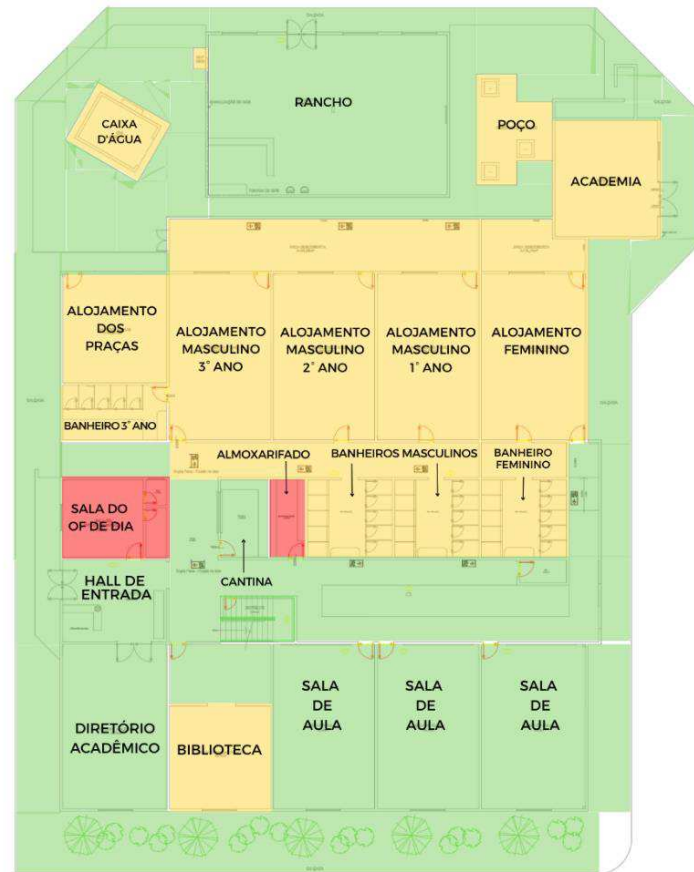 RANCHO
CAIXA
D'ÁGUA
POÇO
ACADEMIA
ALOJAMENTO
DOS
PRAÇAS
ALOJAMENTO
MASCULINO
3° ANO
ALOJAMENTO
MASCULINO
2° ANO
ALOJAMENTO
MASCULINO
1° ANO
ALOJAMENTO
FEMININO
BANHEIRO 3° ANO
ALMOXARIFADO
BANHEIROS MASCULINOS
BANHEIRO
FEMININO
SALA DO
OF DE DIA
HALL DE
ENTRADA
CANTINA
DIRETÓRIO
ACADÊMICO
BIBLIOTECA
SALA
DE
AULA
SALA
DE
AULA
SALA
DE
AULA